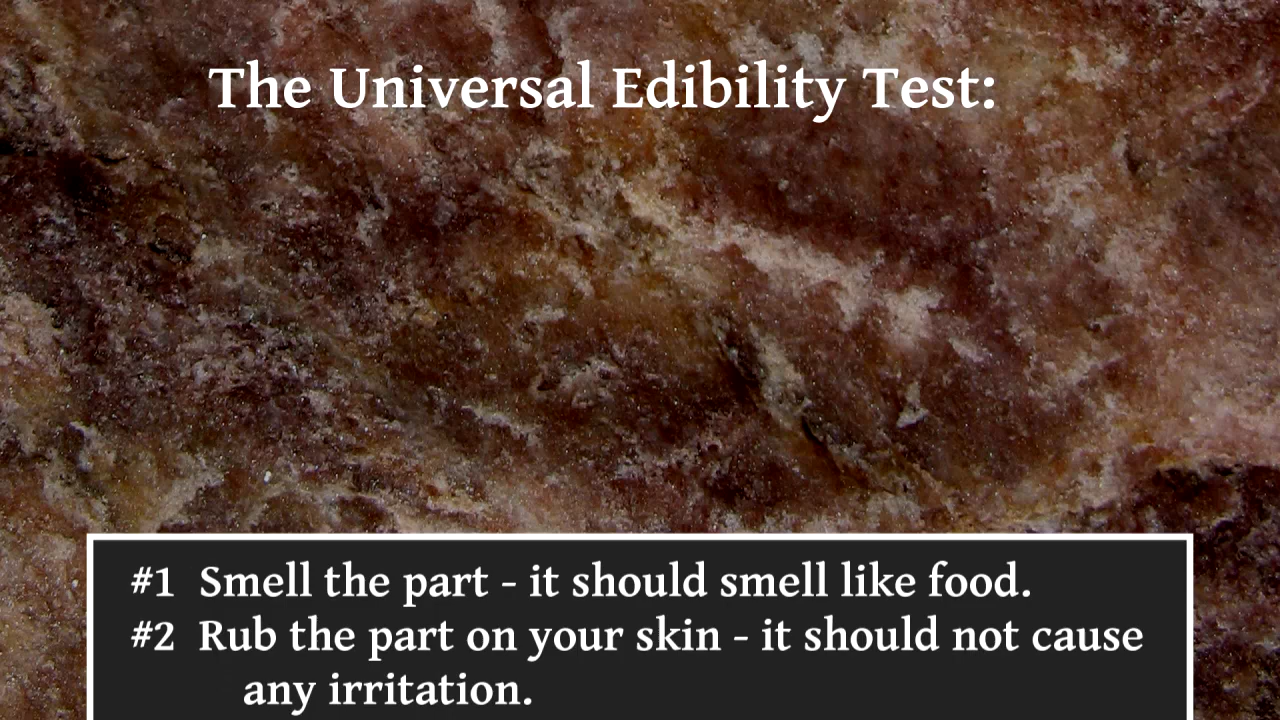 The Universal Edibility Test:
#1 Smell the part - it should smell like food.
#2 Rub the part on your skin - it should not cause
any irritation.